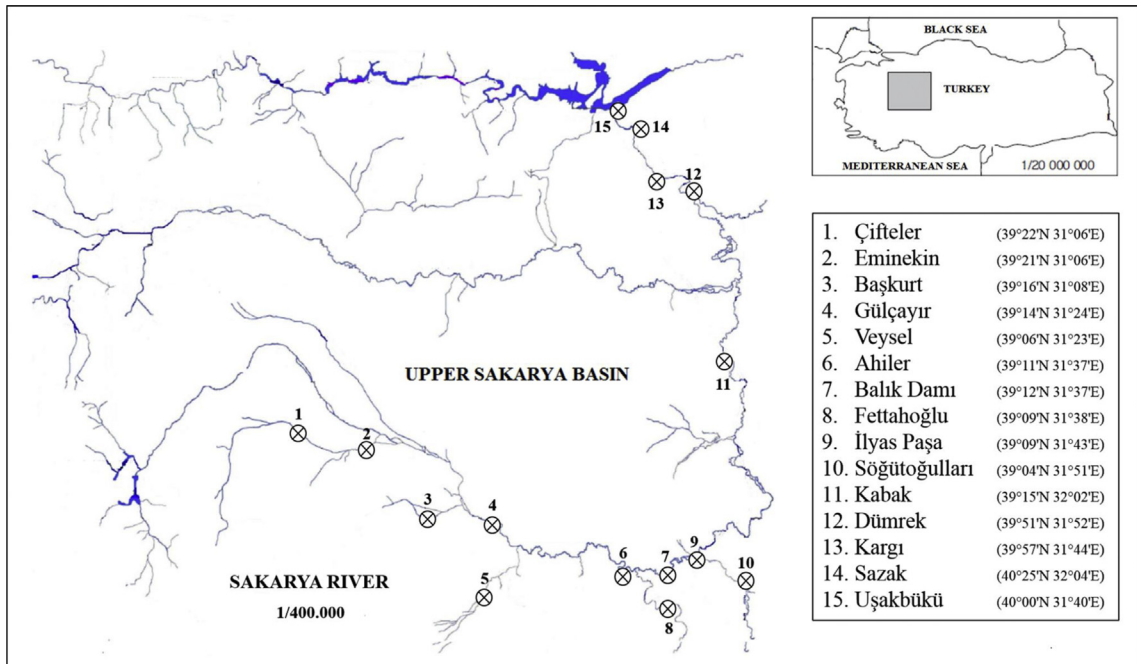 BLACK SEA
TURKEY
MEDITERRANEAN SEA
1/20 000 000
15
14
12
13
11
UPPER SAKARYA BASIN
1
2
3
4
9
6
7
10
5
8
SAKARYA RIVER
1/400.000
1. Çifteler (39°22'N 31°06'E)
2. Eminekin (39°21'N 31°06'E)
3. Başkurt (39°16'N 31°08'E)
4. Gülçayır (39°14'N 31°24'E)
5. Veysel (39°06'N 31°23'E)
6. Ahiler (39°11'N 31°37'E)
7. Balık Damı (39°12'N 31°37'E)
8. Fettahoğlu (39°09'N 31°38'E)
9. İlyas Paşa (39°09'N 31°43'E)
10. Söğütoğulları (39°04'N 31°51'E)
11. Kabak (39°15'N 32°02'E)
12. Dümrek (39°51'N 31°52'E)
13. Kargı (39°57'N 31°44'E)
14. Sazak (40°25'N 32°04'E)
15. Uşakbükü (40°00'N 31°40'E)